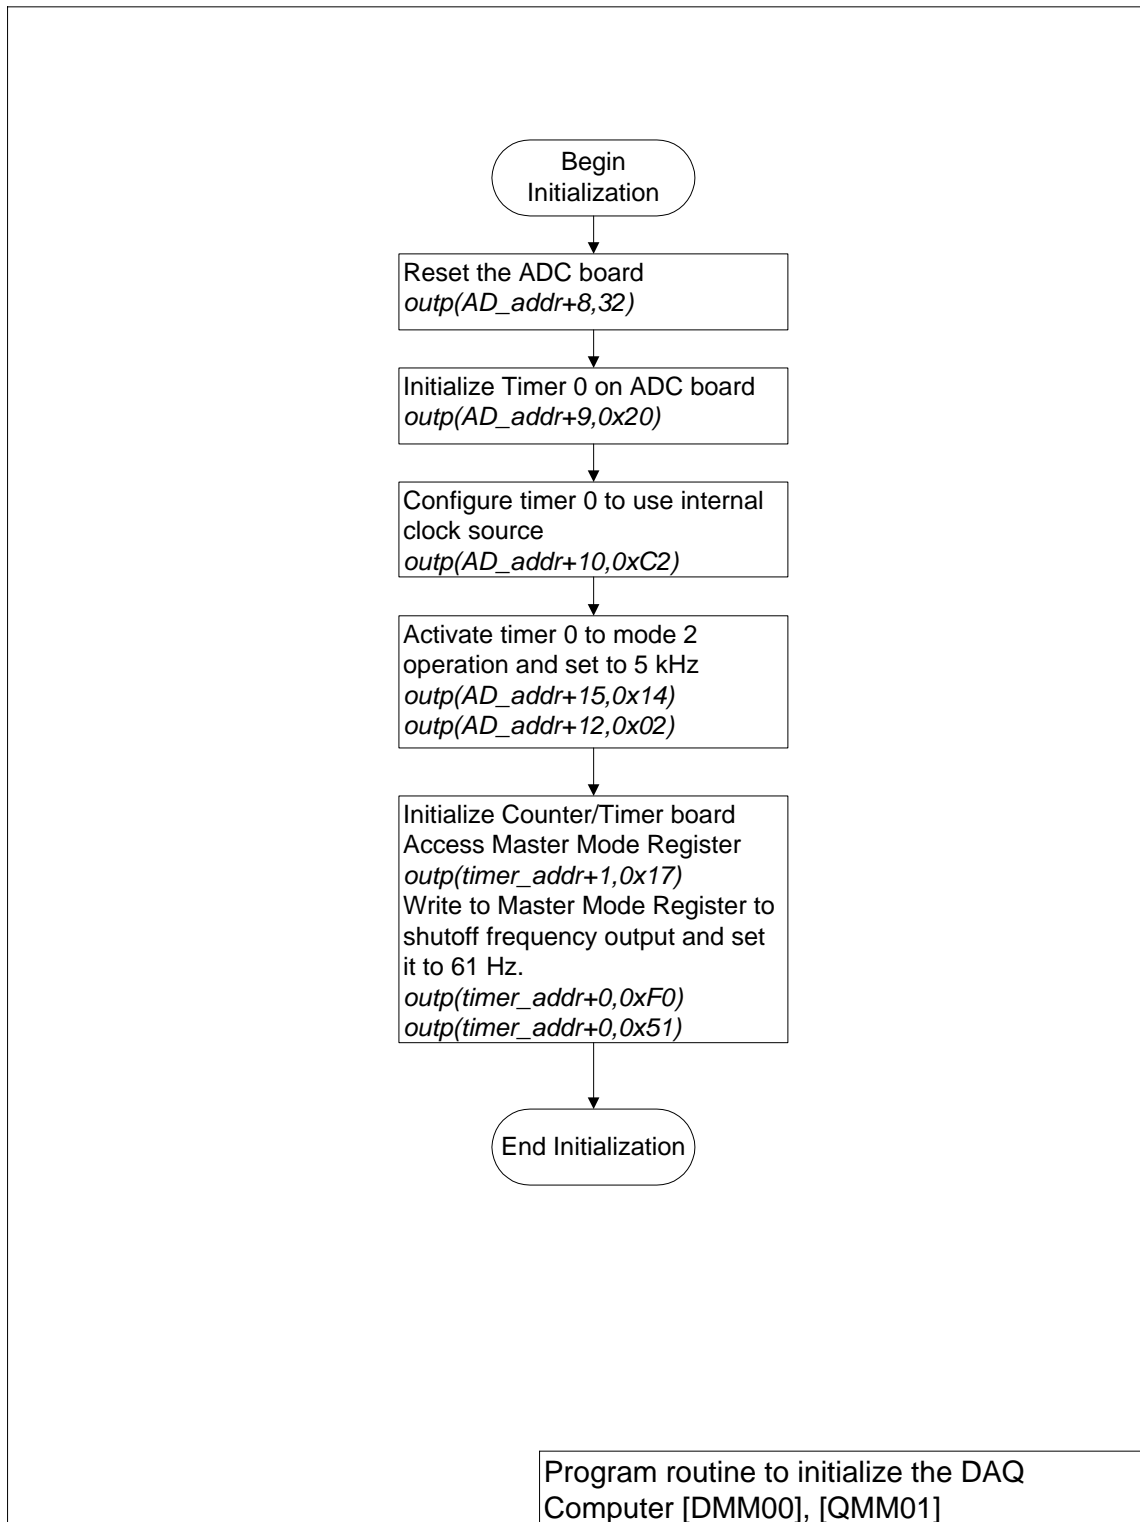 Begin
Initialization
Reset the ADC board
outp(AD_addr+8,32)
Initialize Timer 0 on ADC board
outp(AD_addr+9,0x20)
Configure timer 0 to use internal
clock source
outp(AD_addr+10,0xC2)
Activate timer 0 to mode 2
operation and set to 5 kHz
outp(AD_addr+15,0x14)
outp(AD_addr+12,0x02)
Initialize Counter/Timer board
Access Master Mode Register
outp(timer_addr+1,0x17)
Write to Master Mode Register to
shutoff frequency output and set
it to 61 Hz.
outp(timer_addr+0,0xF0)
outp(timer_addr+0,0x51)
End Initialization
Program routine to initialize the DAQ
Computer [DMM00], [QMM01]